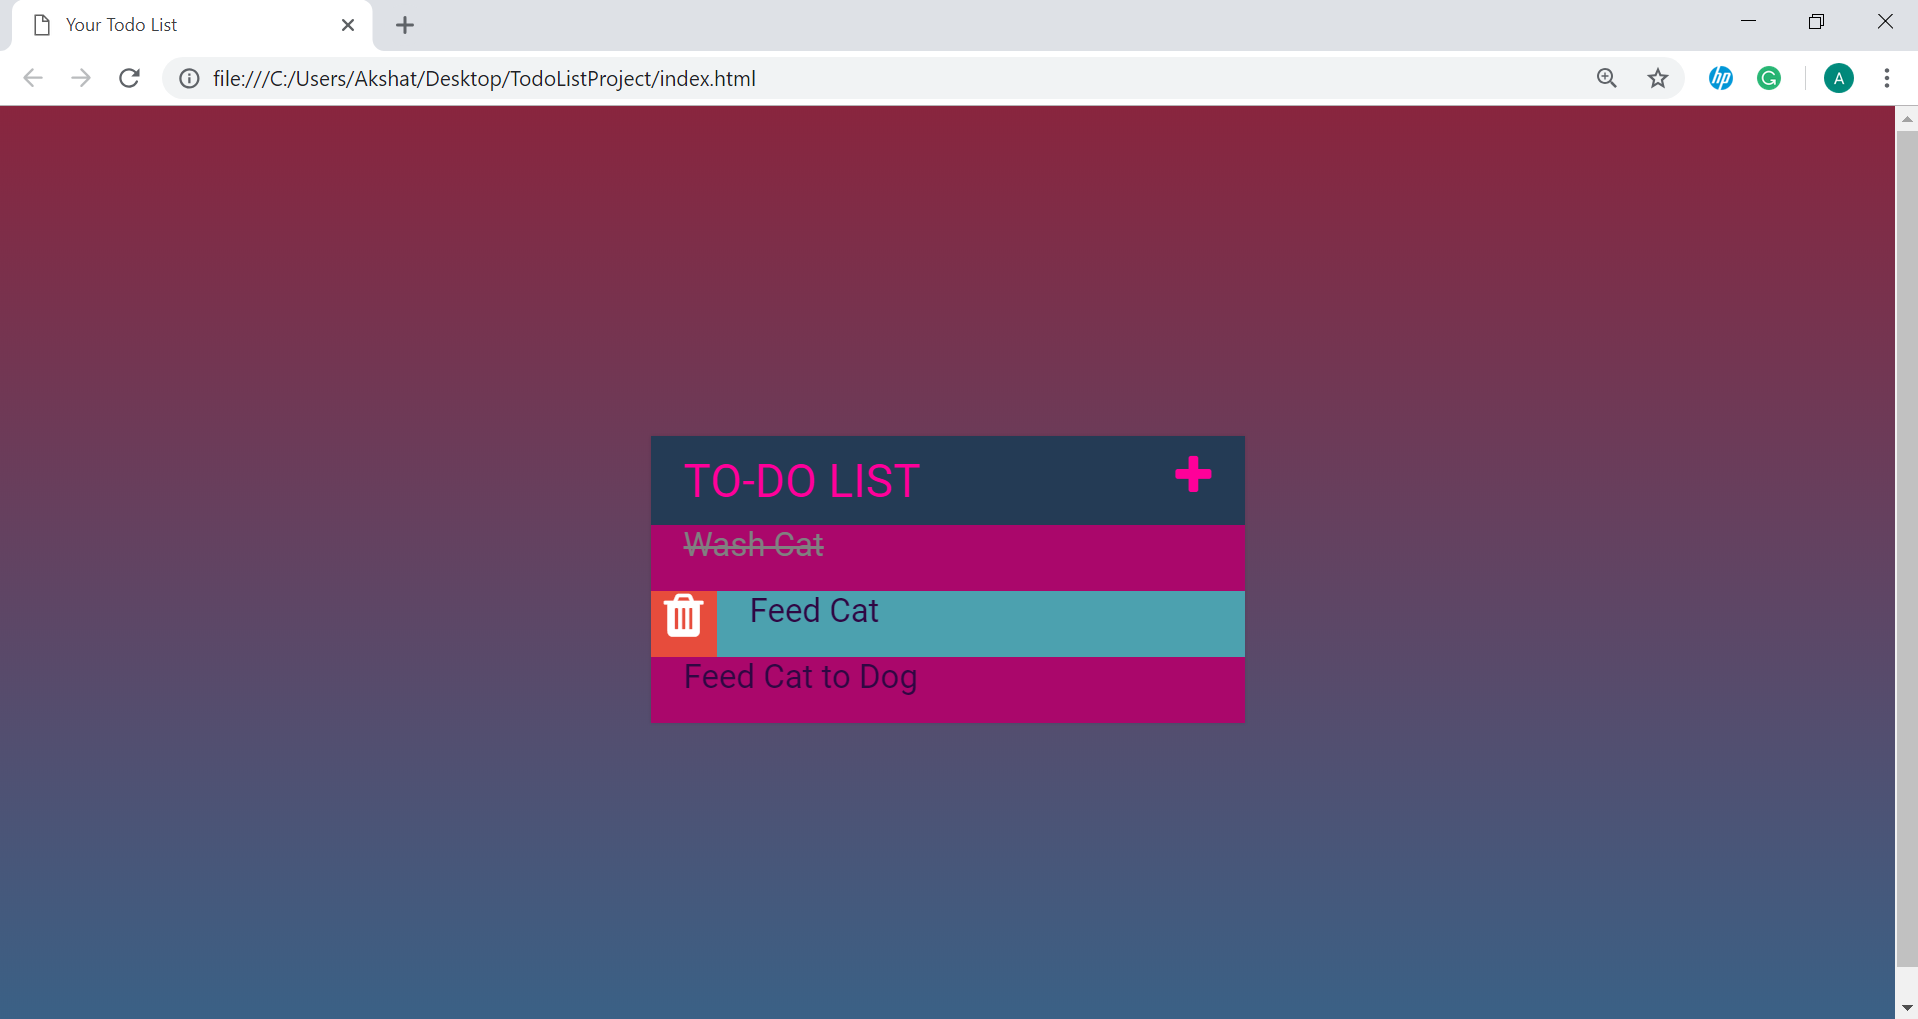 Your Todo List
file:///C:/Users/Akshat/Desktop/TodoListProject/index.html
hp
A
TO-DO LIST
Wash Cat
Feed Cat
Feed Cat to Dog